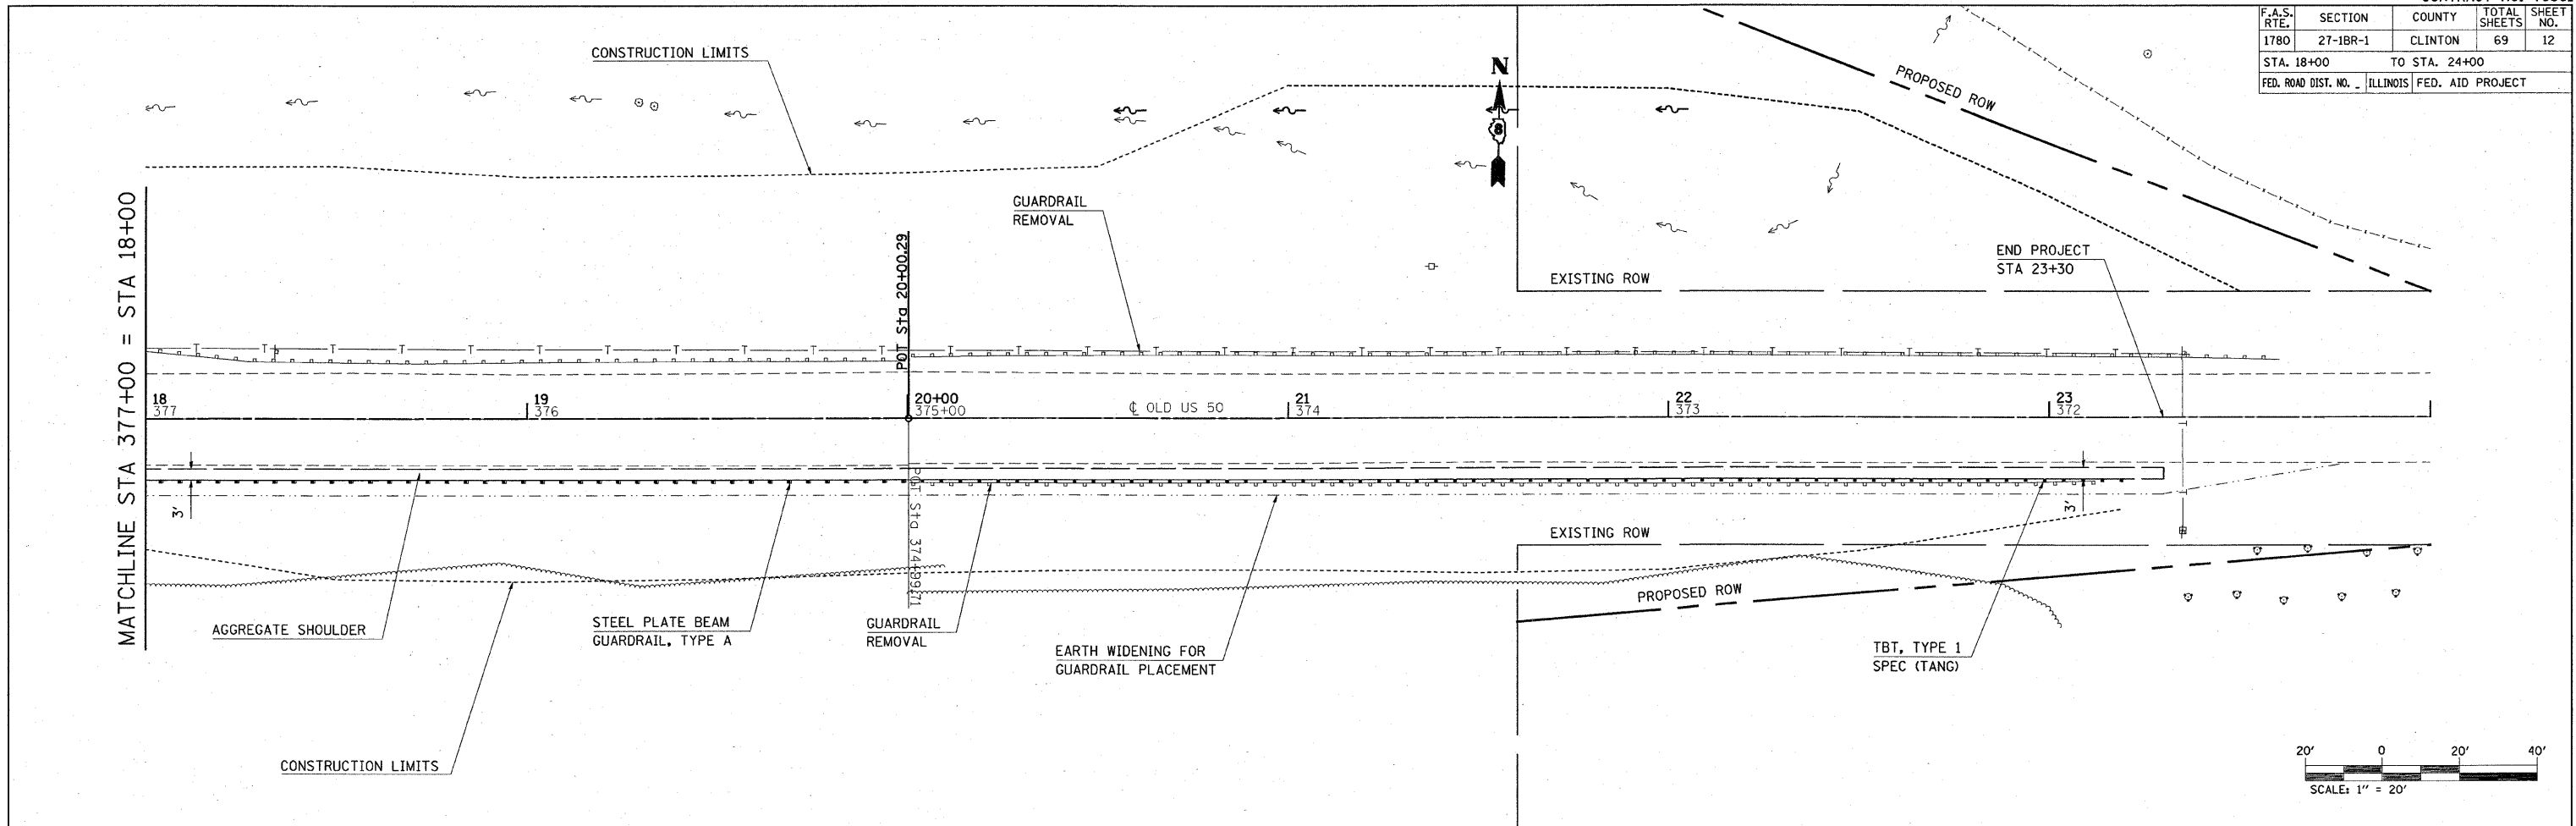 F.A.S. RTE. SECTION COUNTY TOTAL SHEETS SHEET NO.
1780 27-1BR-1 CLINTON 69 12
STA. 18+00 TO STA. 24+00
FED. ROAD DIST. NO. _ ILLINOIS FED. AID PROJECT
CONSTRUCTION LIMITS
N
8
PROPOSED ROW
GUARDRAIL
REMOVAL
END PROJECT
STA 23+30
EXISTING ROW
MATCHLINE STA 377+00 = STA 18+00
POT Sta 20+00.29
18 19 20+00 21 22 23
377 376 375+00 374 373 372
℄ OLD US 50
3'
3'
EXISTING ROW
PROPOSED ROW
AGGREGATE SHOULDER
STEEL PLATE BEAM
GUARDRAIL, TYPE A
GUARDRAIL
REMOVAL
EARTH WIDENING FOR
GUARDRAIL PLACEMENT
TBT, TYPE 1
SPEC (TANG)
CONSTRUCTION LIMITS
20' 0 20' 40'
SCALE: 1" = 20'